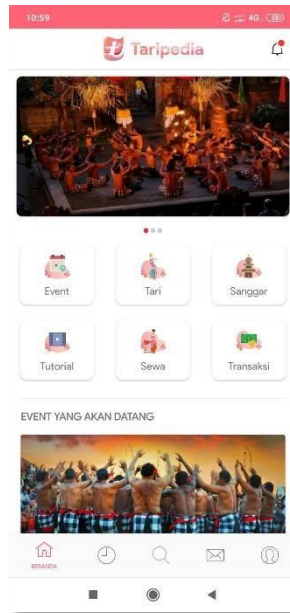 10:59
4G
Taripedia
Event Tari Sanggar
Tutorial Sewa Transaksi
EVENT YANG AKAN DATANG
BERANDA